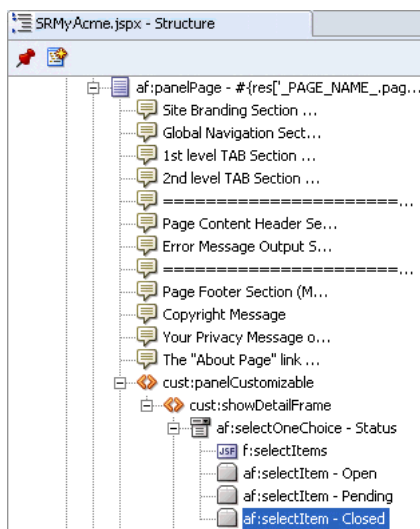 SRMyAcme.jspx - Structure
af:panelPage - #{res['_PAGE_NAME_.pag...
Site Branding Section ...
Global Navigation Sect...
1st level TAB Section ...
2nd level TAB Section ...
========================...
Page Content Header Se...
Error Message Output S...
========================...
Page Footer Section (M...
Copyright Message
Your Privacy Message o...
The "About Page" link ...
cust:panelCustomizable
cust:showDetailFrame
af:selectOneChoice - Status
JSF f:selectItems
af:selectItem - Open
af:selectItem - Pending
af:selectItem - Closed